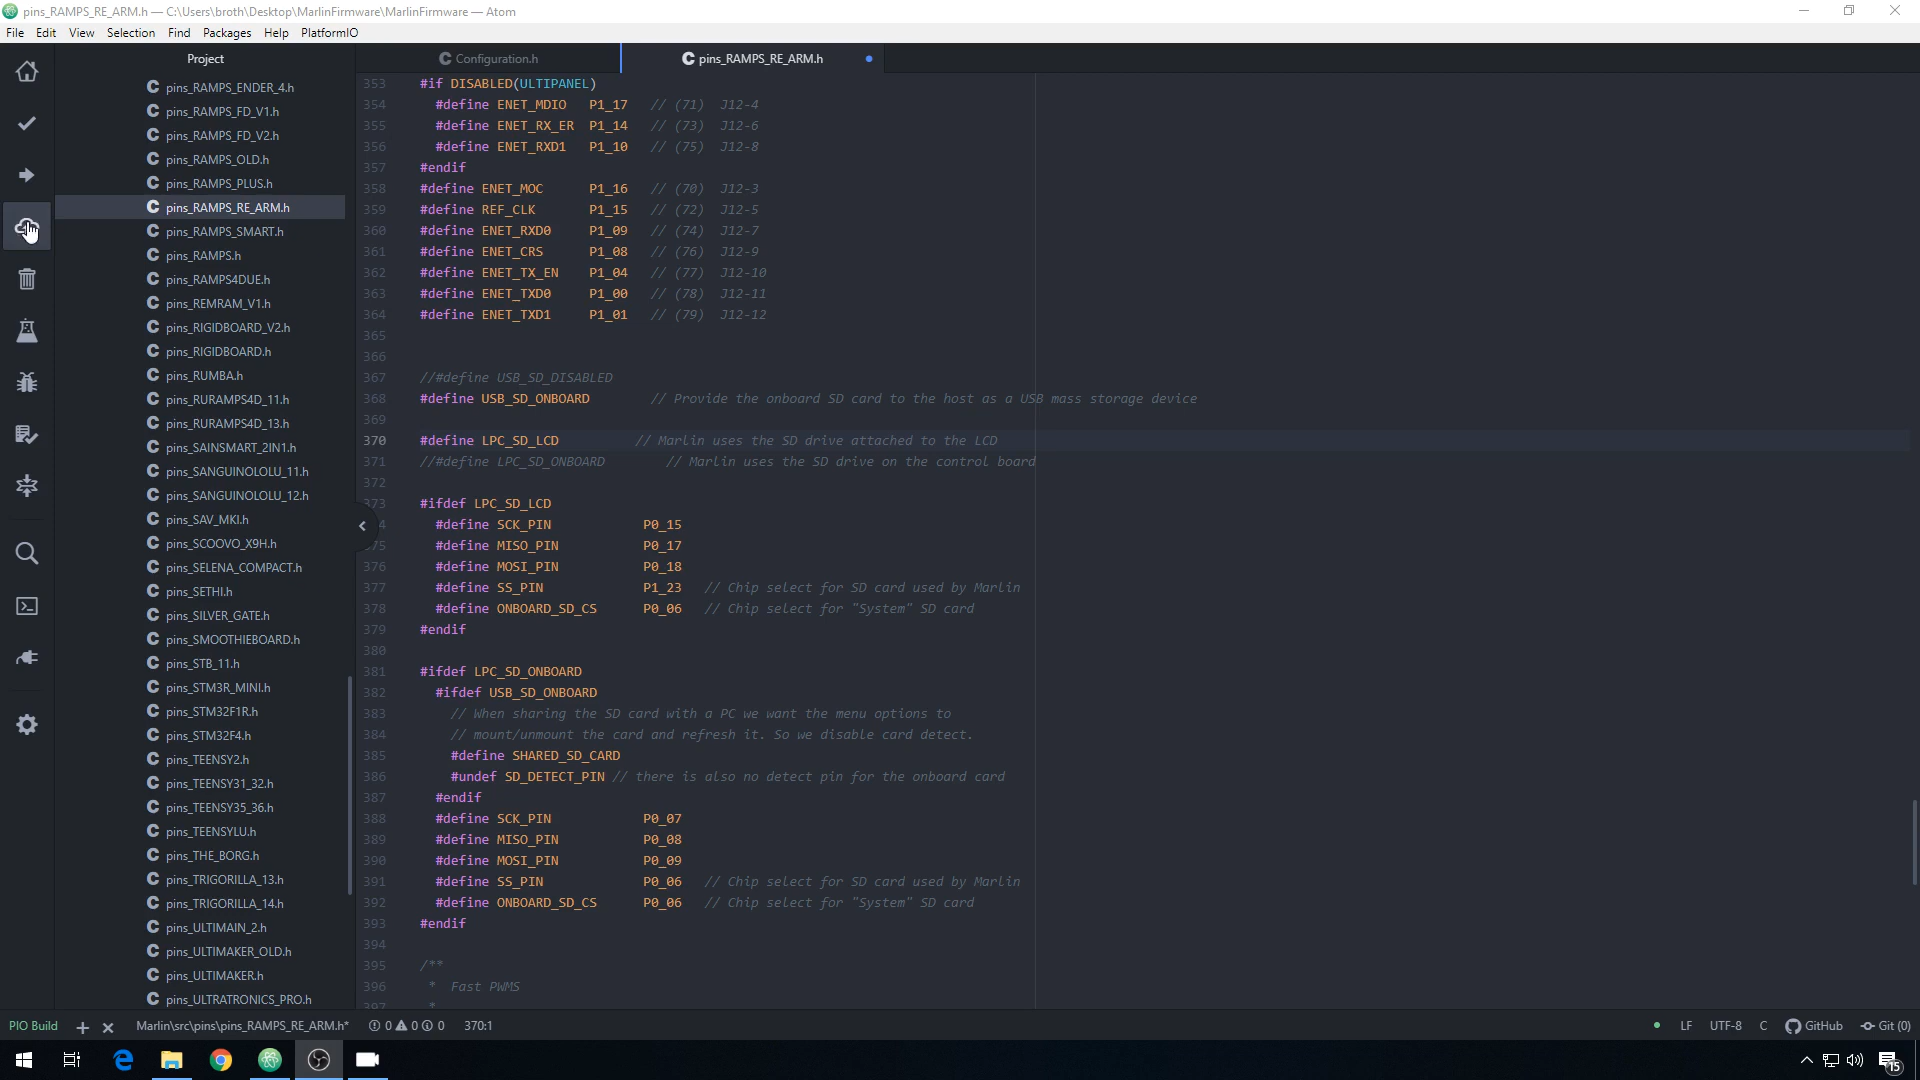 pins_RAMPS_RE_ARM.h — C:\Users\broth\Desktop\MarlinFirmware\MarlinFirmware — Atom
File Edit View Selection Find Packages Help PlatformIO
Project
pins_RAMPS_ENDER_4.h
pins_RAMPS_FD_V1.h
pins_RAMPS_FD_V2.h
pins_RAMPS_OLD.h
pins_RAMPS_PLUS.h
pins_RAMPS_RE_ARM.h
pins_RAMPS_SMART.h
pins_RAMPS.h
pins_RAMPS4DUE.h
pins_REMRAM_V1.h
pins_RIGIDBOARD_V2.h
pins_RIGIDBOARD.h
pins_RUMBA.h
pins_RURAMPS4D_11.h
pins_RURAMPS4D_13.h
pins_SAINSMART_2IN1.h
pins_SANGUINOLOLU_11.h
pins_SANGUINOLOLU_12.h
pins_SAV_MKI.h
pins_SCOOVO_X9H.h
pins_SELENA_COMPACT.h
pins_SETHI.h
pins_SILVER_GATE.h
pins_SMOOTHIEBOARD.h
pins_STB_11.h
pins_STM3R_MINI.h
pins_STM32F1R.h
pins_STM32F4.h
pins_TEENSY2.h
pins_TEENSY31_32.h
pins_TEENSY35_36.h
pins_TEENSYLU.h
pins_THE_BORG.h
pins_TRIGORILLA_13.h
pins_TRIGORILLA_14.h
pins_ULTIMAIN_2.h
pins_ULTIMAKER_OLD.h
pins_ULTIMAKER.h
pins_ULTRATRONICS_PRO.h
Configuration.h
pins_RAMPS_RE_ARM.h
353 #if DISABLED(ULTIPANEL)
354 #define ENET_MDIO P1_17 // (71) J12-4
355 #define ENET_RX_ER P1_14 // (73) J12-6
356 #define ENET_RXD1 P1_10 // (75) J12-8
357 #endif
358 #define ENET_MOC P1_16 // (70) J12-3
359 #define REF_CLK P1_15 // (72) J12-5
360 #define ENET_RXD0 P1_09 // (74) J12-7
361 #define ENET_CRS P1_08 // (76) J12-9
362 #define ENET_TX_EN P1_04 // (77) J12-10
363 #define ENET_TXD0 P1_00 // (78) J12-11
364 #define ENET_TXD1 P1_01 // (79) J12-12
365
366
367 //#define USB_SD_DISABLED
368 #define USB_SD_ONBOARD // Provide the onboard SD card to the host as a USB mass storage device
369
370 #define LPC_SD_LCD // Marlin uses the SD drive attached to the LCD
371 //#define LPC_SD_ONBOARD // Marlin uses the SD drive on the control board
372
373 #ifdef LPC_SD_LCD
4 #define SCK_PIN P0_15
75 #define MISO_PIN P0_17
376 #define MOSI_PIN P0_18
377 #define SS_PIN P1_23 // Chip select for SD card used by Marlin
378 #define ONBOARD_SD_CS P0_06 // Chip select for "System" SD card
379 #endif
380
381 #ifdef LPC_SD_ONBOARD
382 #ifdef USB_SD_ONBOARD
383 // When sharing the SD card with a PC we want the menu options to
384 // mount/unmount the card and refresh it. So we disable card detect.
385 #define SHARED_SD_CARD
386 #undef SD_DETECT_PIN // there is also no detect pin for the onboard card
387 #endif
388 #define SCK_PIN P0_07
389 #define MISO_PIN P0_08
390 #define MOSI_PIN P0_09
391 #define SS_PIN P0_06 // Chip select for SD card used by Marlin
392 #define ONBOARD_SD_CS P0_06 // Chip select for "System" SD card
393 #endif
394
395 /**
396 * Fast PWMS
397 *
PIO Build + × Marlin\src\pins\pins_RAMPS_RE_ARM.h* 0 0 0 370:1 LF UTF-8 C GitHub Git (0)
15